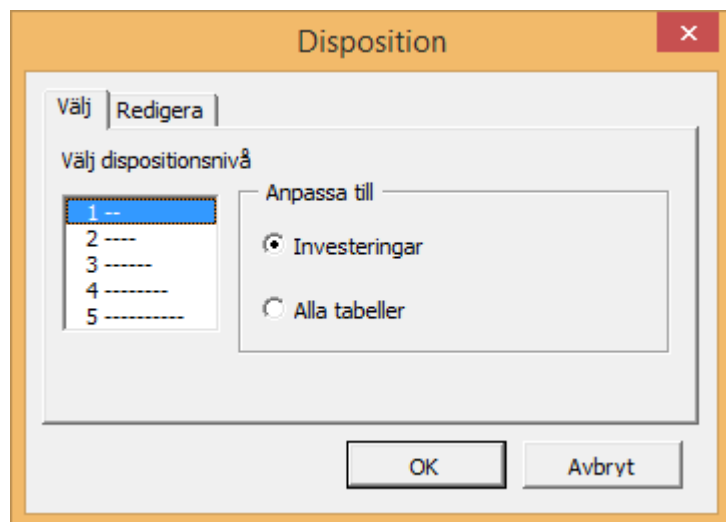 Disposition
Välj Redigera
Välj dispositionsnivå
1 --
2 ----
3 ------
4 --------
5 ----------
Anpassa till
Investeringar
Alla tabeller
OK Avbryt